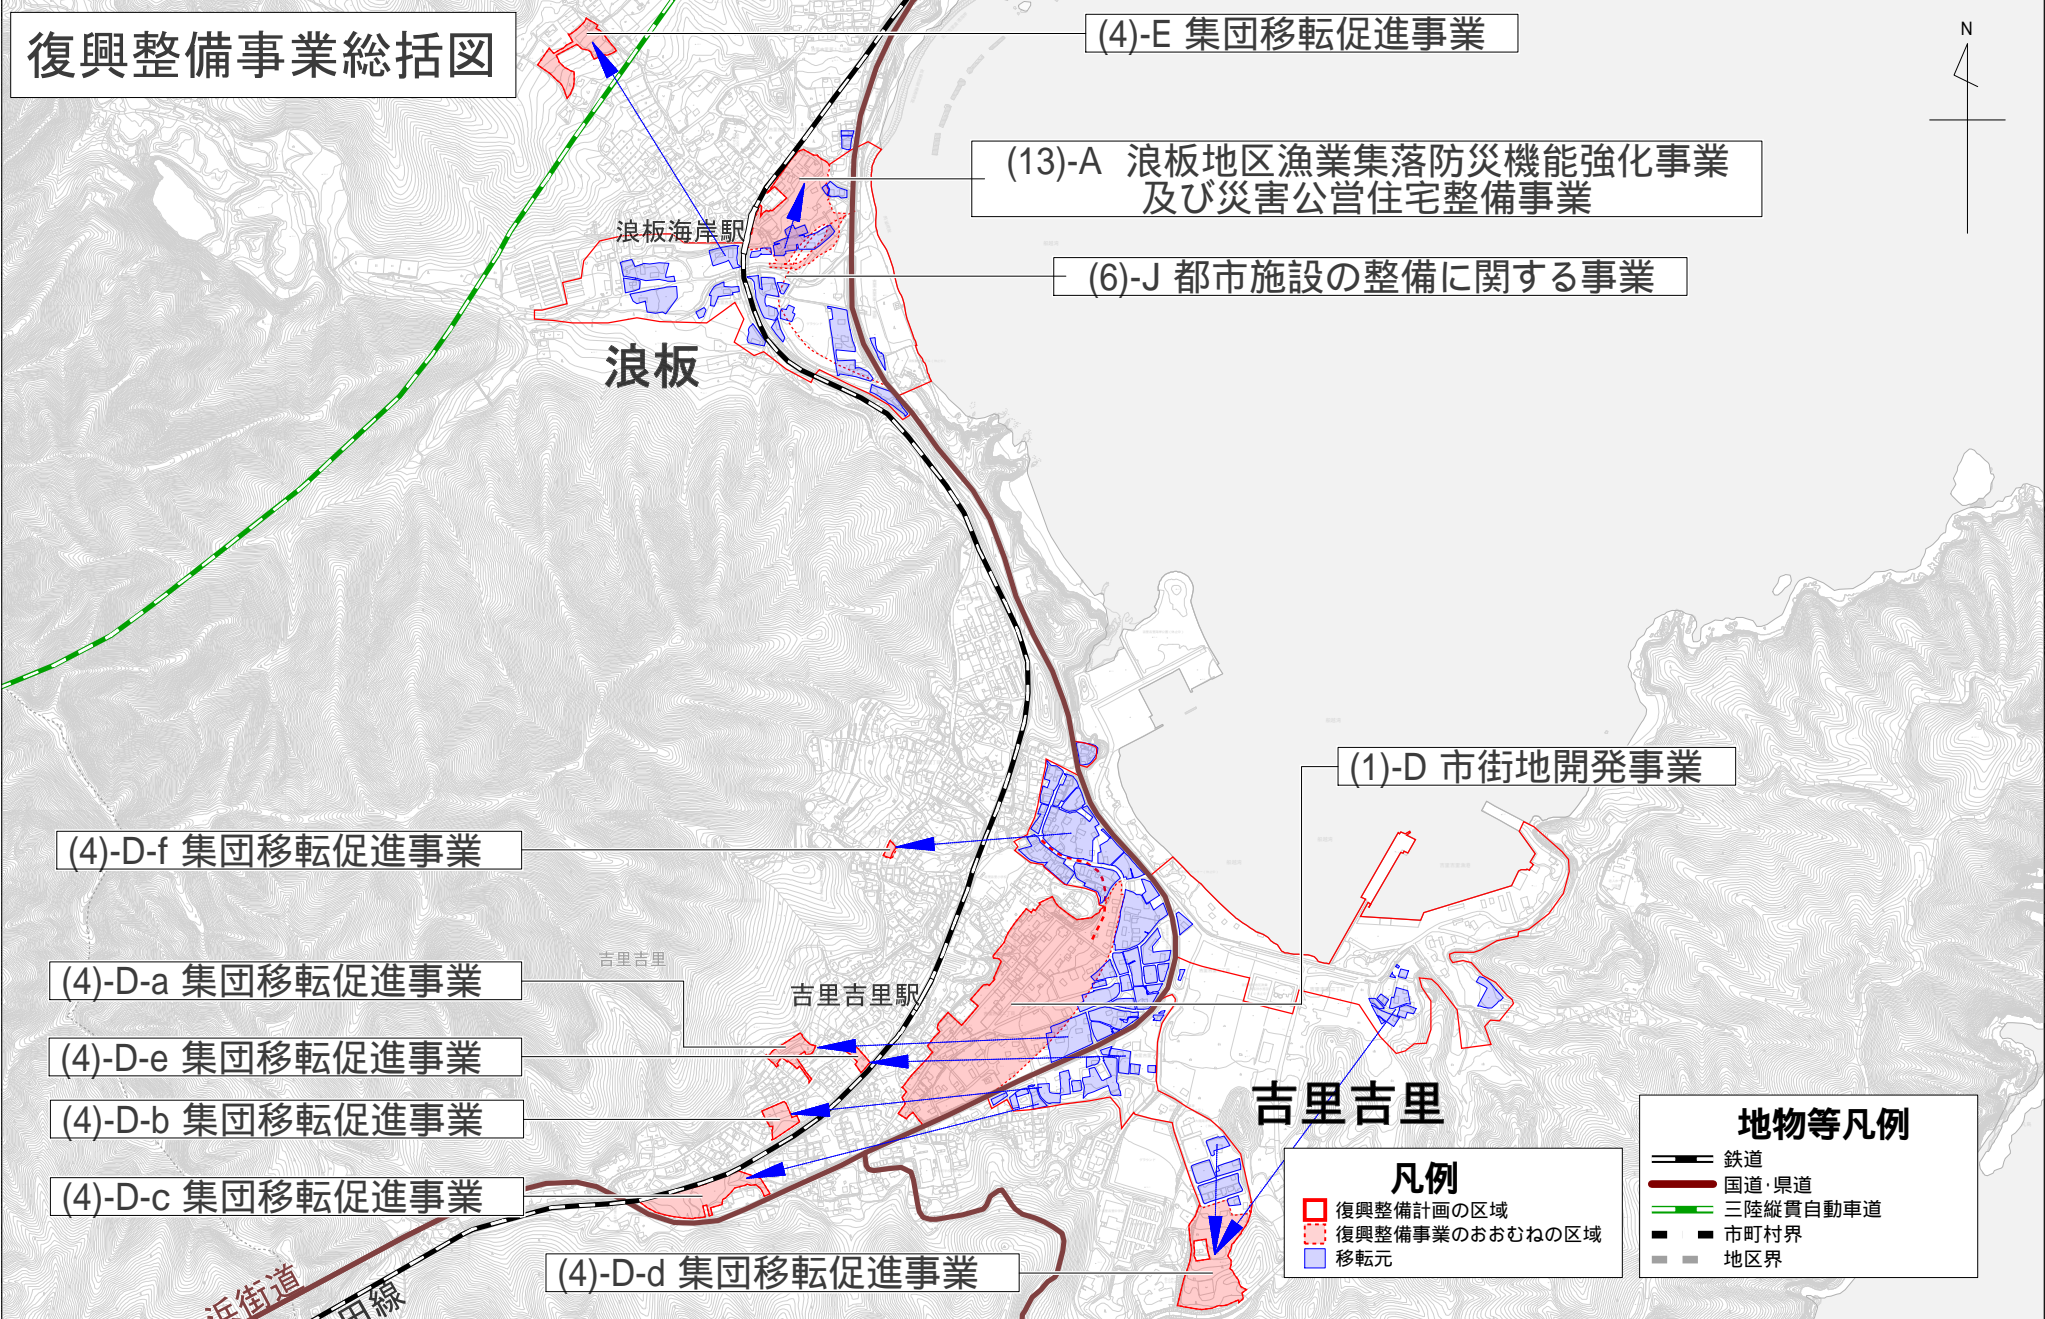 復興整備事業総括図
(4)-E 集団移転促進事業
N
(13)-A 浪板地区漁業集落防災機能強化事業
及び災害公営住宅整備事業
浪板海岸駅
(6)-J 都市施設の整備に関する事業
浪板
(1)-D 市街地開発事業
(4)-D-f 集団移転促進事業
吉里吉里
(4)-D-a 集団移転促進事業
吉里吉里駅
(4)-D-e 集団移転促進事業
(4)-D-b 集団移転促進事業
吉里吉里
(4)-D-c 集団移転促進事業
(4)-D-d 集団移転促進事業
浜街道
田線
凡例
復興整備計画の区域
復興整備事業のおおむねの区域
移転元
地物等凡例
鉄道
国道・県道
三陸縦貫自動車道
市町村界
地区界